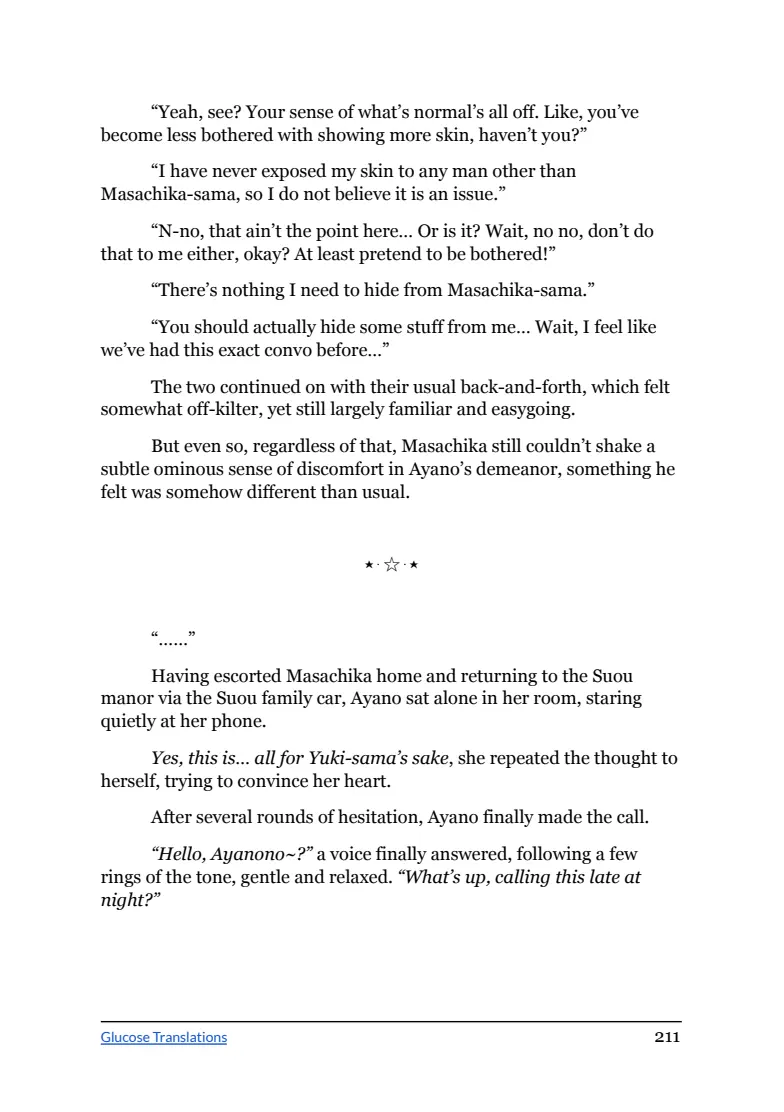 “Yeah, see? Your sense of what’s normal’s all off. Like, you’ve
become less bothered with showing more skin, haven’t you?”
“I have never exposed my skin to any man other than
Masachika-sama, so I do not believe it is an issue.”
“N-no, that ain’t the point here... Or is it? Wait, no no, don’t do
that to me either, okay? At least pretend to be bothered!”
“There’s nothing I need to hide from Masachika-sama.”
“You should actually hide some stuff from me... Wait, I feel like
we’ve had this exact convo before...”
The two continued on with their usual back-and-forth, which felt
somewhat off-kilter, yet still largely familiar and easygoing.
But even so, regardless of that, Masachika still couldn’t shake a
subtle ominous sense of discomfort in Ayano’s demeanor, something he
felt was somehow different than usual.
⋆ · ☆ · ⋆
“......”
Having escorted Masachika home and returning to the Suou
manor via the Suou family car, Ayano sat alone in her room, staring
quietly at her phone.
Yes, this is... all for Yuki-sama’s sake, she repeated the thought to
herself, trying to convince her heart.
After several rounds of hesitation, Ayano finally made the call.
“Hello, Ayanono~?” a voice finally answered, following a few
rings of the tone, gentle and relaxed. “What’s up, calling this late at
night?”
Glucose Translations 211